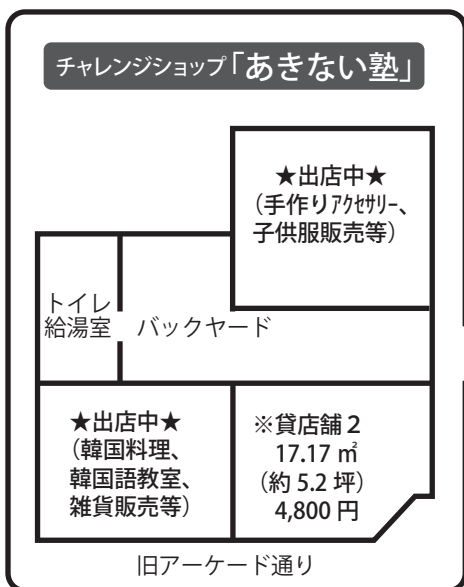 チャレンジショップ「あきない塾」
★出店中★
（手作りアクセサリー、
子供服販売等）
トイレ
給湯室
バックヤード
★出店中★
（韓国料理、
韓国語教室、
雑貨販売等）
※貸店舗２
17.17 ㎡
（約 5.2 坪）
4,800 円
旧アーケード通り